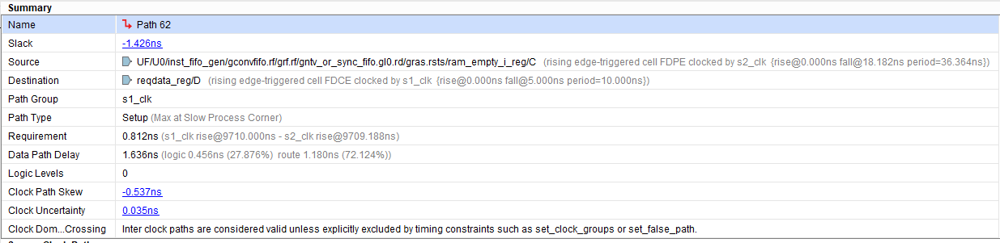 Summary
Name Path 62
Slack -1.426ns
Source UF/U0/inst_fifo_gen/gconvfifo.rf/grf.rf/gntv_or_sync_fifo.gl0.rd/gras.rsts/ram_empty_i_reg/C (rising edge-triggered cell FDPE clocked by s2_clk {rise@0.000ns fall@18.182ns period=36.364ns})
Destination reqdata_reg/D (rising edge-triggered cell FDCE clocked by s1_clk {rise@0.000ns fall@5.000ns period=10.000ns})
Path Group s1_clk
Path Type Setup (Max at Slow Process Corner)
Requirement 0.812ns (s1_clk rise@9710.000ns - s2_clk rise@9709.188ns)
Data Path Delay 1.636ns (logic 0.456ns (27.876%) route 1.180ns (72.124%))
Logic Levels 0
Clock Path Skew -0.537ns
Clock Uncertainty 0.035ns
Clock Dom...Crossing Inter clock paths are considered valid unless explicitly excluded by timing constraints such as set_clock_groups or set_false_path.